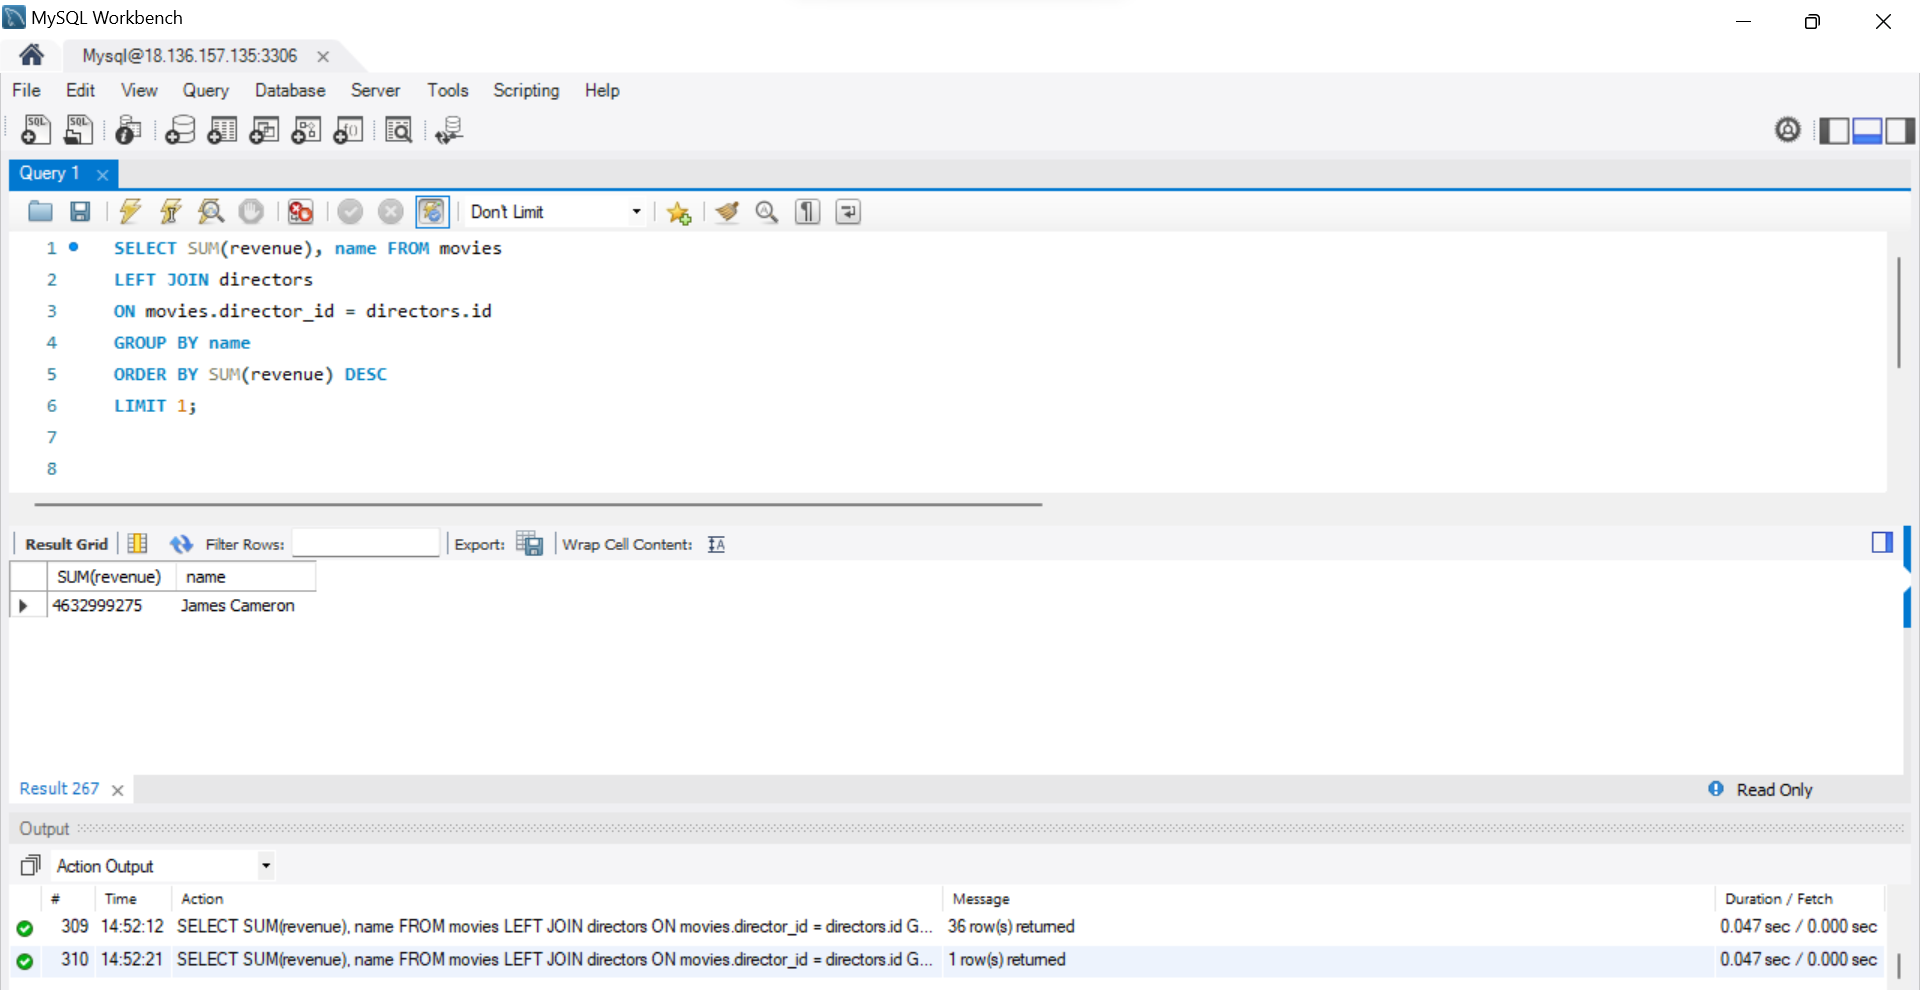 MySQL Workbench
Mysql@18.136.157.135:3306
File Edit View Query Database Server Tools Scripting Help
Query 1
Don't Limit
1 SELECT SUM(revenue), name FROM movies
2 LEFT JOIN directors
3 ON movies.director_id = directors.id
4 GROUP BY name
5 ORDER BY SUM(revenue) DESC
6 LIMIT 1;
7
8
Result Grid Filter Rows: Export: Wrap Cell Content:
SUM(revenue) name
4632999275 James Cameron
Result 267 Read Only
Output
Action Output
# Time Action Message Duration / Fetch
309 14:52:12 SELECT SUM(revenue), name FROM movies LEFT JOIN directors ON movies.director_id = directors.id G... 36 row(s) returned 0.047 sec / 0.000 sec
310 14:52:21 SELECT SUM(revenue), name FROM movies LEFT JOIN directors ON movies.director_id = directors.id G... 1 row(s) returned 0.047 sec / 0.000 sec